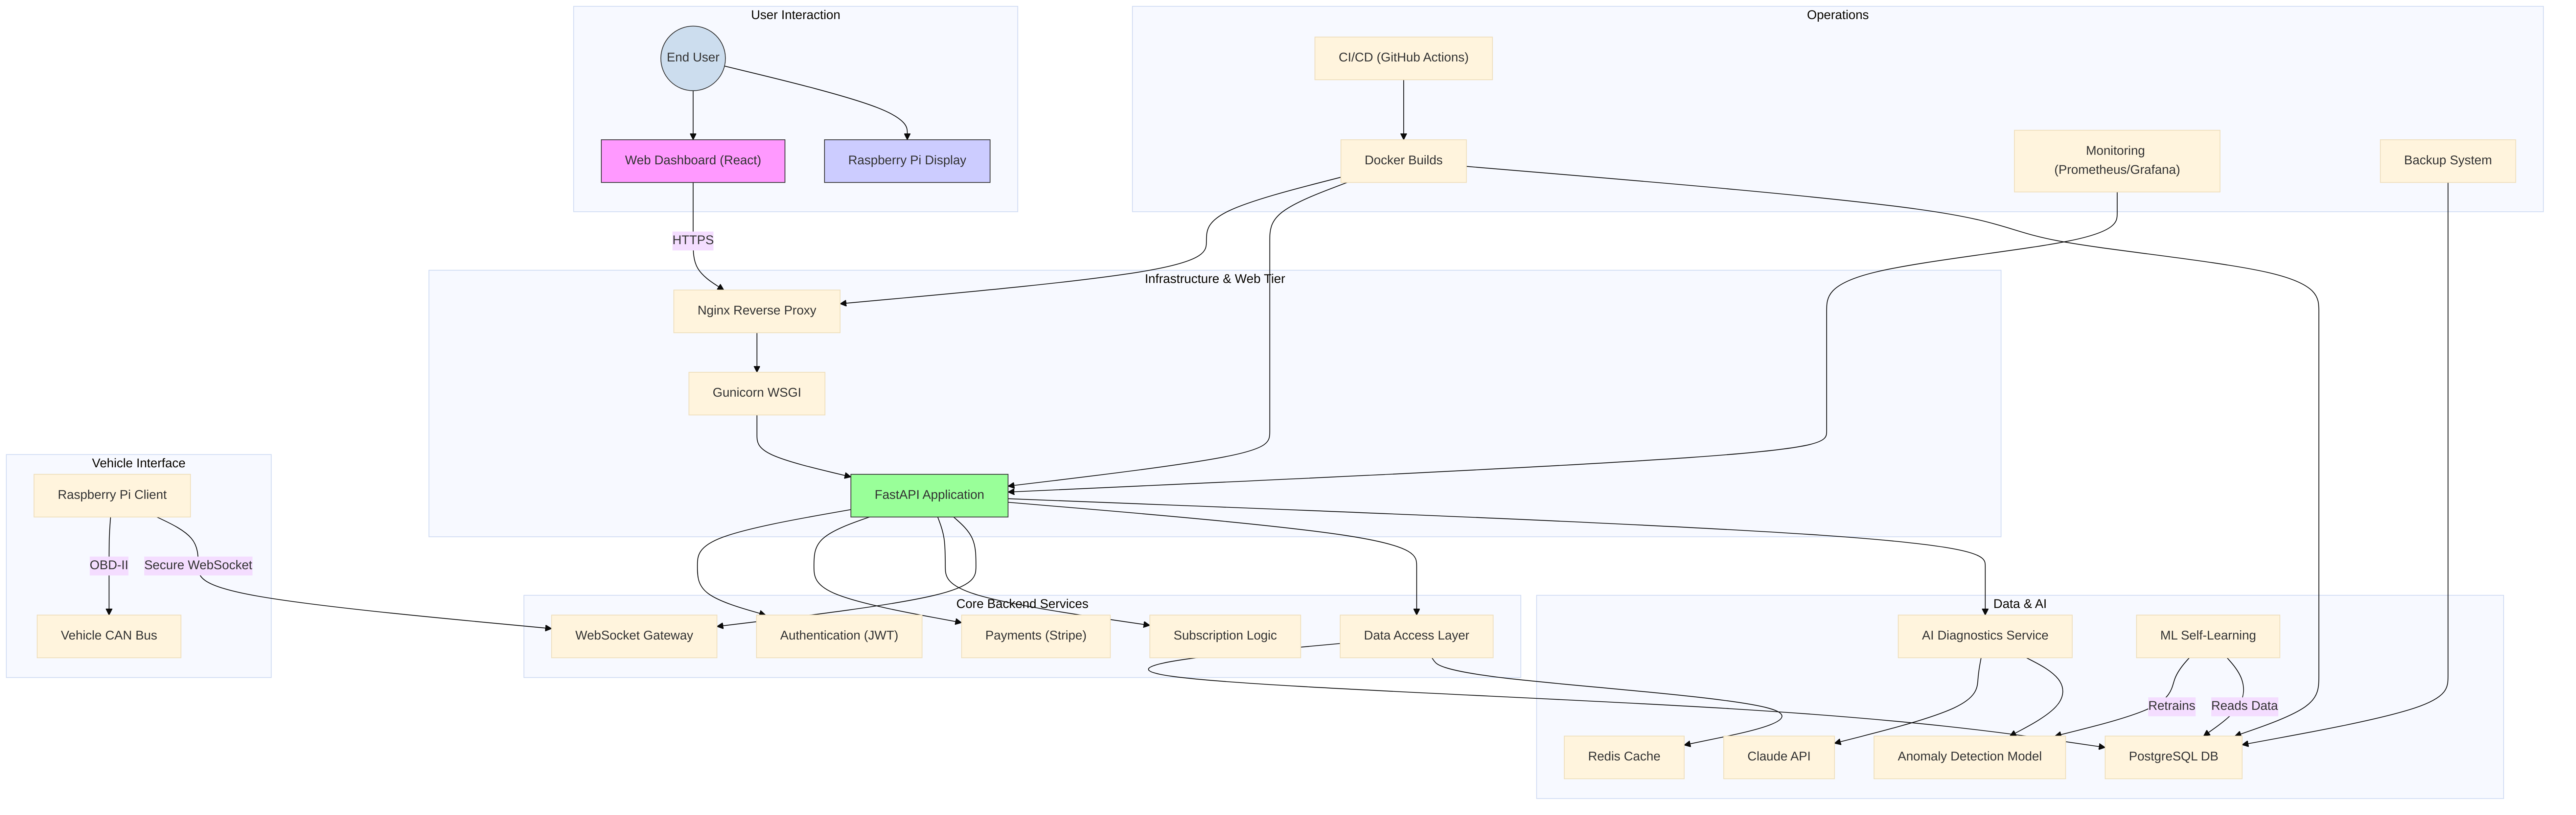 User Interaction
Operations
End User
CI/CD (GitHub Actions)
Web Dashboard (React)
Raspberry Pi Display
Docker Builds
Monitoring
(Prometheus/Grafana)
Backup System
HTTPS
Infrastructure & Web Tier
Nginx Reverse Proxy
Gunicorn WSGI
Vehicle Interface
Raspberry Pi Client
FastAPI Application
OBD-II
Secure WebSocket
Core Backend Services
Data & AI
Vehicle CAN Bus
WebSocket Gateway
Authentication (JWT)
Payments (Stripe)
Subscription Logic
Data Access Layer
AI Diagnostics Service
ML Self-Learning
Retrains
Reads Data
Redis Cache
Claude API
Anomaly Detection Model
PostgreSQL DB